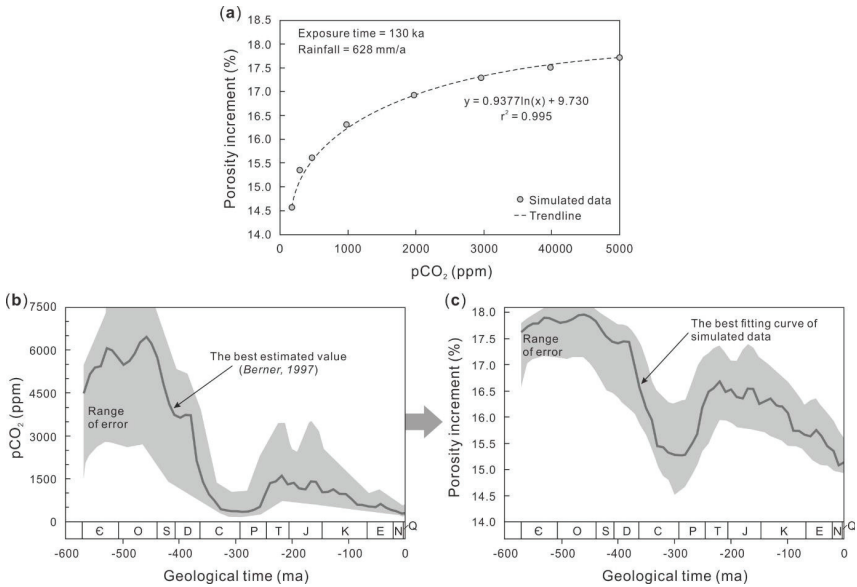 (a)
Exposure time = 130 ka
Rainfall = 628 mm/a
y = 0.9377ln(x) + 9.730
r² = 0.995
Simulated data
Trendline
Porosity increment (%)
18.5
18.0
17.5
17.0
16.5
16.0
15.5
15.0
14.5
14.0
0
1000
2000
3000
40000
5000
pCO₂ (ppm)
(b)
pCO₂ (ppm)
7500
6000
4500
3000
1500
0
The best estimated value
(Berner, 1997)
Range
of error
Є O S D C P T J K E N Q
-600 -500 -400 -300 -200 -100 0
Geological time (ma)
(c)
Porosity increment (%)
18.0
17.5
16.5
16.0
15.5
15.0
14.0
Range
of error
The best fitting curve of
simulated data
Є O S D C P T J K E N Q
-600 -500 -400 -300 -200 -100 0
Geological time (ma)